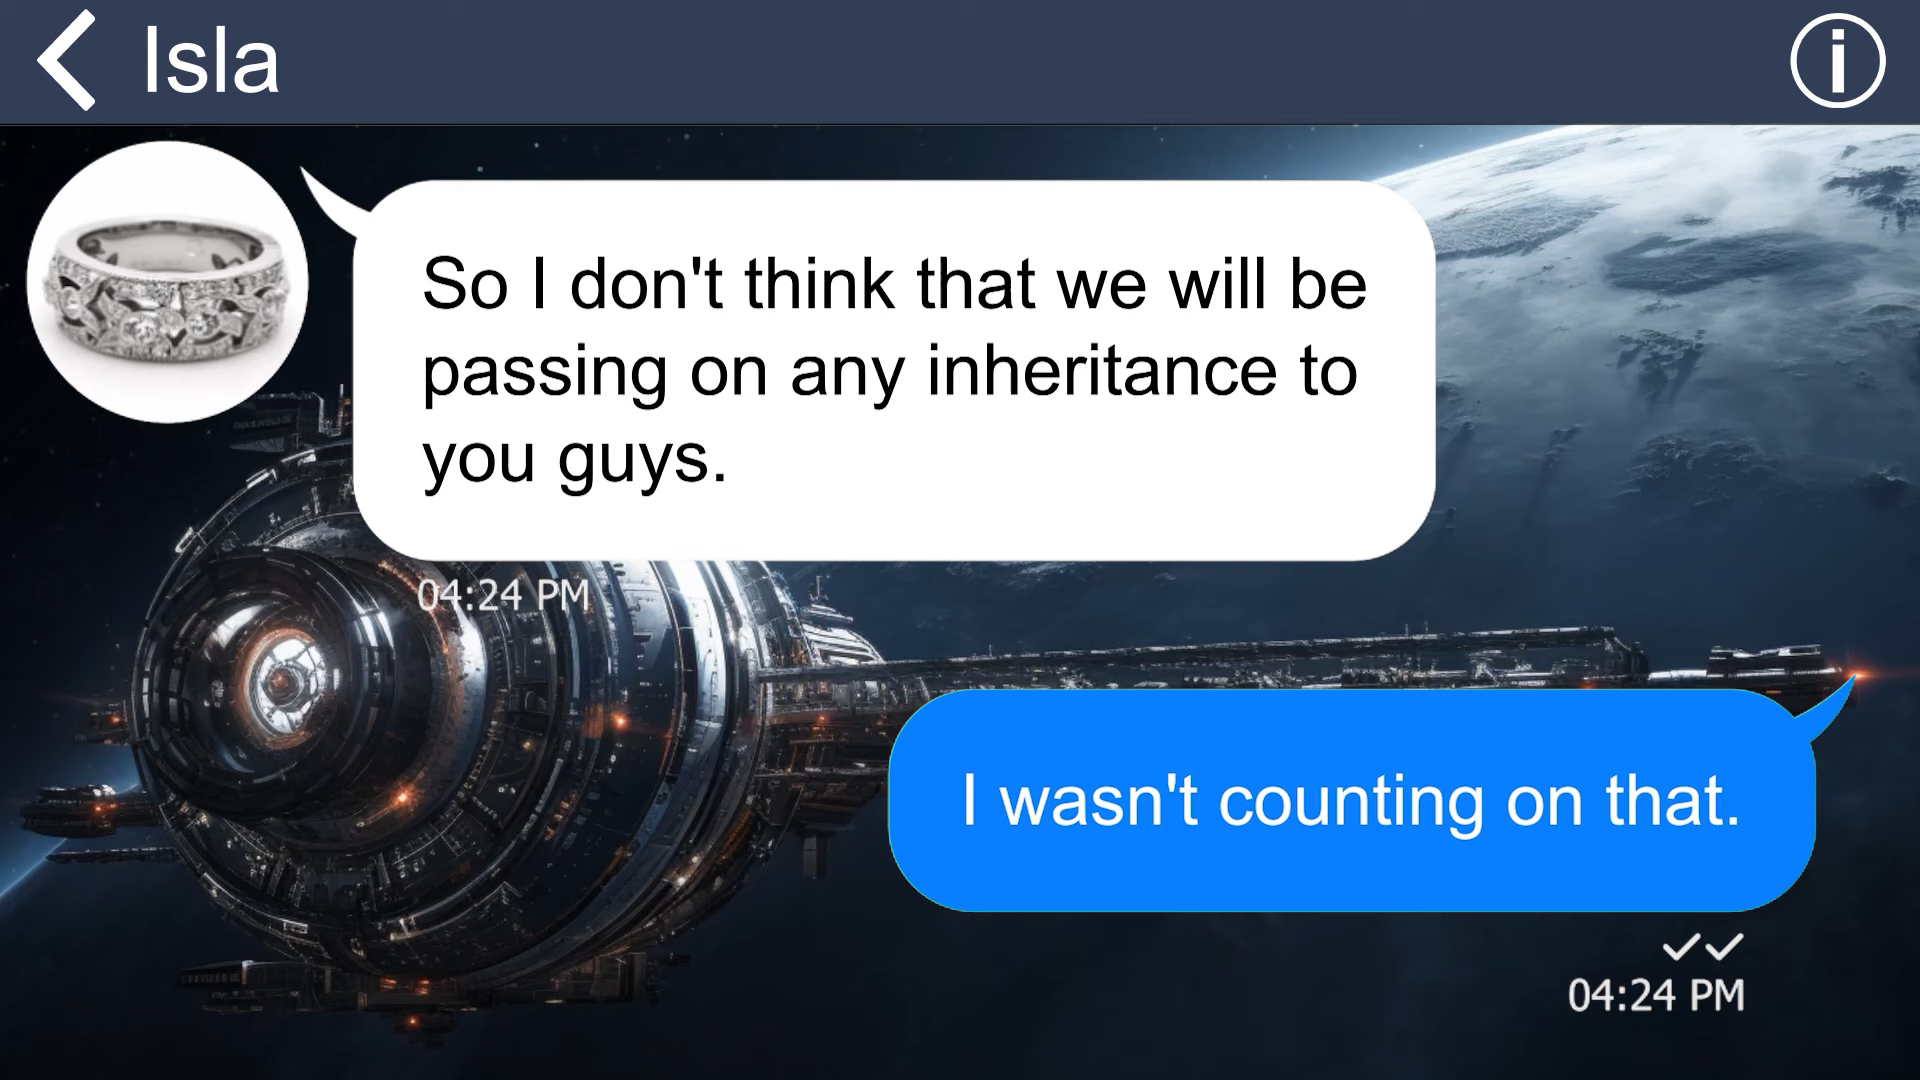 Isla
So I don't think that we will be
passing on any inheritance to
you guys.
04:24 PM
I wasn't counting on that.
04:24 PM